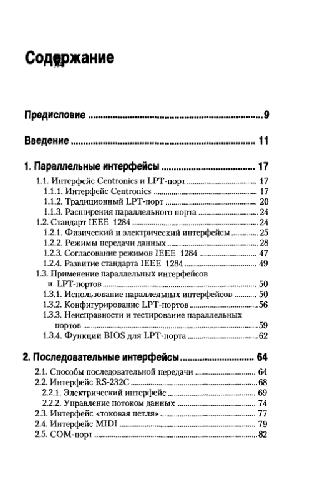 Содержание
Предисловие ... 9
Введение ... 11
1. Параллельные интерфейсы ... 17
1.1. Интерфейс Centronics и LPT-порт ... 17
1.1.1. Интерфейс Centronics ... 17
1.1.2. Традиционный LPT-порт ... 20
1.1.3. Расширения параллельного порта ... 24
1.2. Стандарт IEEE 1284 ... 24
1.2.1. Физический и электрический интерфейсы ... 25
1.2.2. Режимы передачи данных ... 28
1.2.3. Согласование режимов IEEE 1284 ... 47
1.2.4. Развитие стандарта IEEE 1284 ... 49
1.3. Применение параллельных интерфейсов
и LPT-портов ... 50
1.3.1. Использование параллельных интерфейсов ... 50
1.3.2. Конфигурирование LPT-портов ... 56
1.3.3. Неисправности и тестирование параллельных
портов ... 59
1.3.4. Функции BIOS для LPT-порта ... 62
2. Последовательные интерфейсы ... 64
2.1. Способы последовательной передачи ... 64
2.2. Интерфейс RS-232C ... 68
2.2.1. Электрический интерфейс ... 69
2.2.2. Управление потоком данных ... 74
2.3. Интерфейс «токовая петля» ... 77
2.4. Интерфейс MIDI ... 79
2.5. COM-порт ... 82